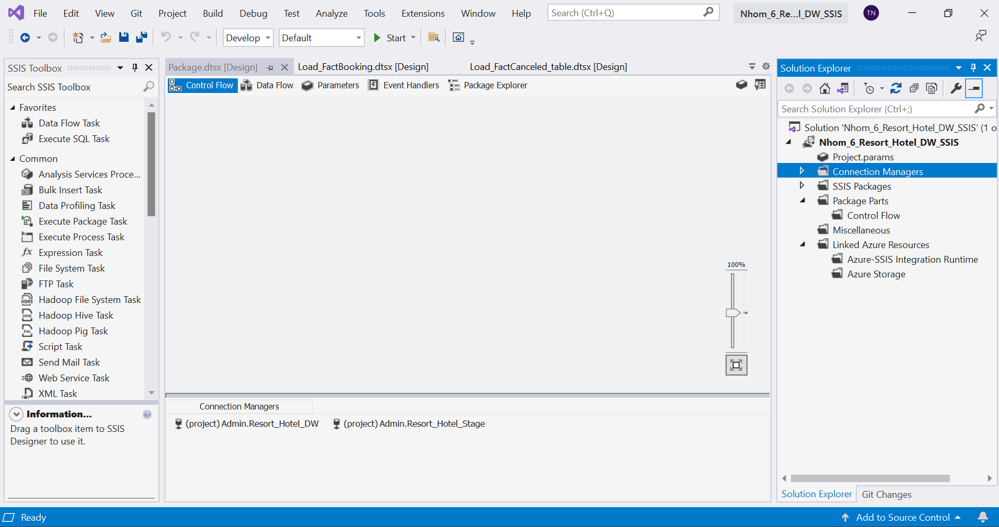 File Edit View Git Project Build Debug Test Analyze Tools Extensions Window Help Search (Ctrl+Q) Nhom_6_Re...l_DW_SSIS TN
Develop Default Start
SSIS Toolbox
Search SSIS Toolbox
Favorites
Data Flow Task
Execute SQL Task
Common
Analysis Services Proce...
Bulk Insert Task
Data Profiling Task
Execute Package Task
Execute Process Task
fx Expression Task
File System Task
FTP Task
HDFS Hadoop File System Task
HIVE Hadoop Hive Task
PIG Hadoop Pig Task
Script Task
Send Mail Task
Web Service Task
XML Task
Information...
Drag a toolbox item to SSIS
Designer to use it.
Package.dtsx [Design] Load_FactBooking.dtsx [Design] Load_FactCanceled_table.dtsx [Design]
Control Flow Data Flow Parameters Event Handlers Package Explorer
100%
Connection Managers
(project) Admin.Resort_Hotel_DW (project) Admin.Resort_Hotel_Stage
Solution Explorer
Search Solution Explorer (Ctrl+;)
Solution 'Nhom_6_Resort_Hotel_DW_SSIS' (1 o
Nhom_6_Resort_Hotel_DW_SSIS
Project.params
Connection Managers
SSIS Packages
Package Parts
Control Flow
Miscellaneous
Linked Azure Resources
Azure-SSIS Integration Runtime
Azure Storage
Solution Explorer Git Changes
Ready Add to Source Control